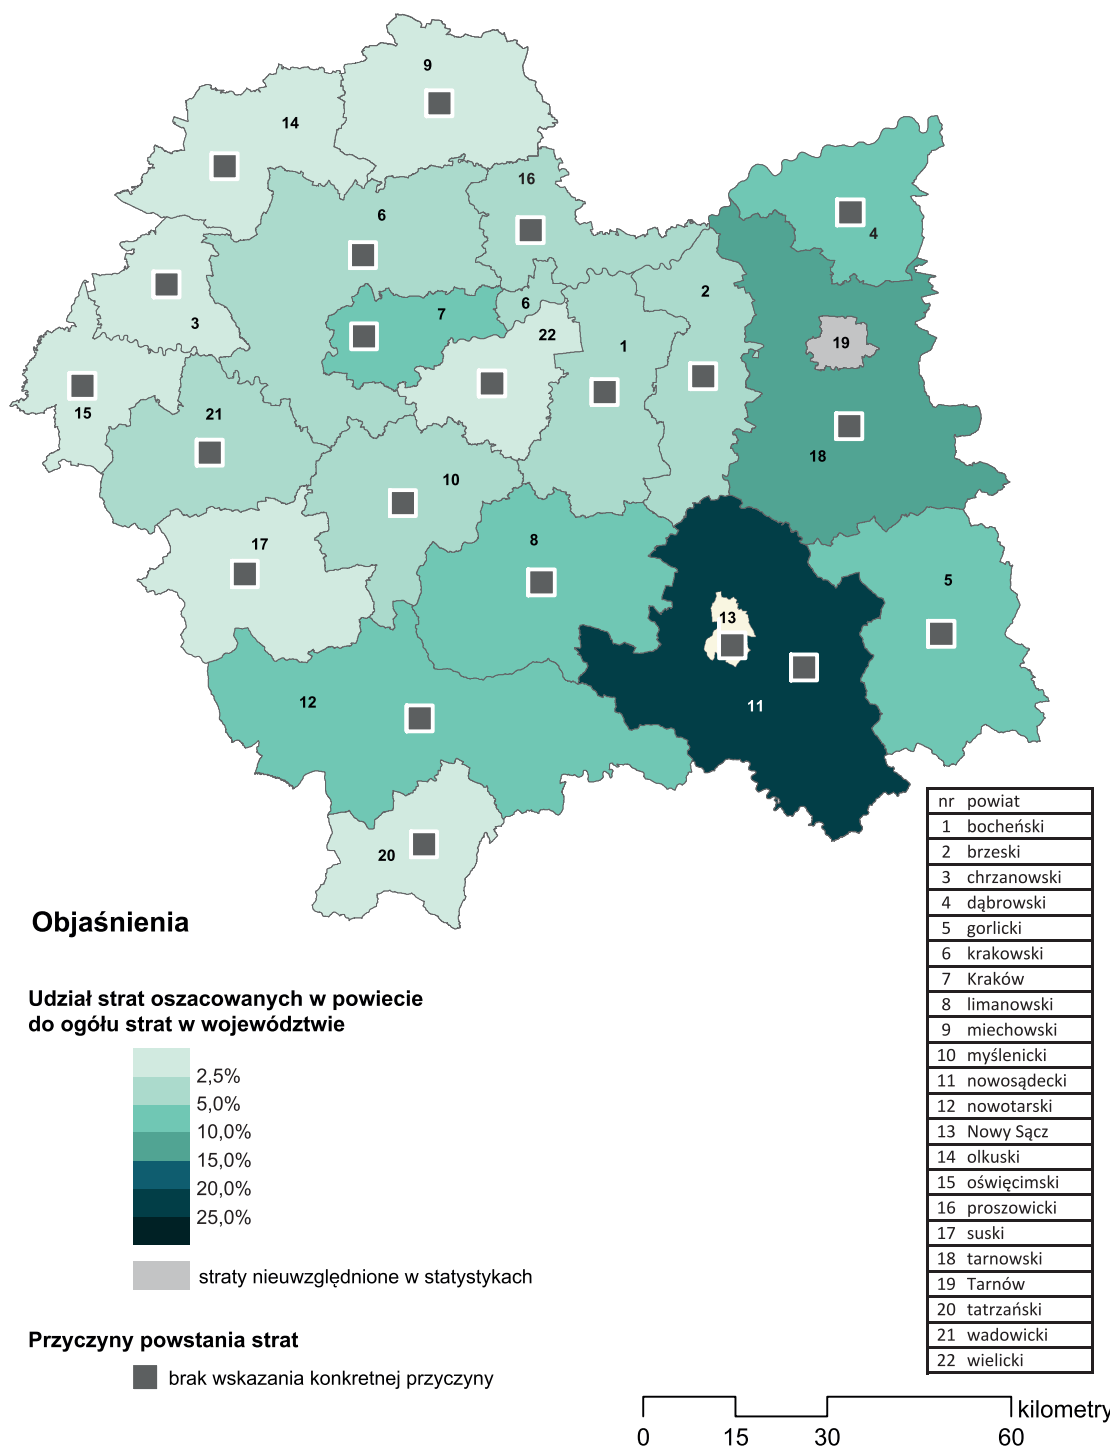 9
14
16
6
4
3
7
6
22
1
2
19
15
21
18
10
17
8
5
13
12
11
20
nr powiat
1 bocheński
2 brzeski
3 chrzanowski
4 dąbrowski
5 gorlicki
6 krakowski
7 Kraków
8 limanowski
9 miechowski
10 myślenicki
11 nowosądecki
12 nowotarski
13 Nowy Sącz
14 olkuski
15 oświęcimski
16 proszowicki
17 suski
18 tarnowski
19 Tarnów
20 tatrzański
21 wadowicki
22 wielicki
Objaśnienia
Udział strat oszacowanych w powiecie
do ogółu strat w województwie
2,5%
5,0%
10,0%
15,0%
20,0%
25,0%
straty nieuwzględnione w statystykach
Przyczyny powstania strat
brak wskazania konkretnej przyczyny
kilometry
0 15 30 60